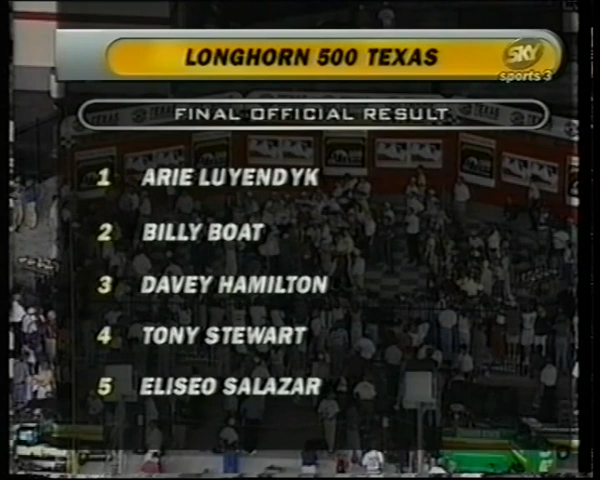 LONGHORN 500 TEXAS
SKY
sports 3
FINAL OFFICIAL RESULT
1 ARIE LUYENDYK
2 BILLY BOAT
3 DAVEY HAMILTON
4 TONY STEWART
5 ELISEO SALAZAR